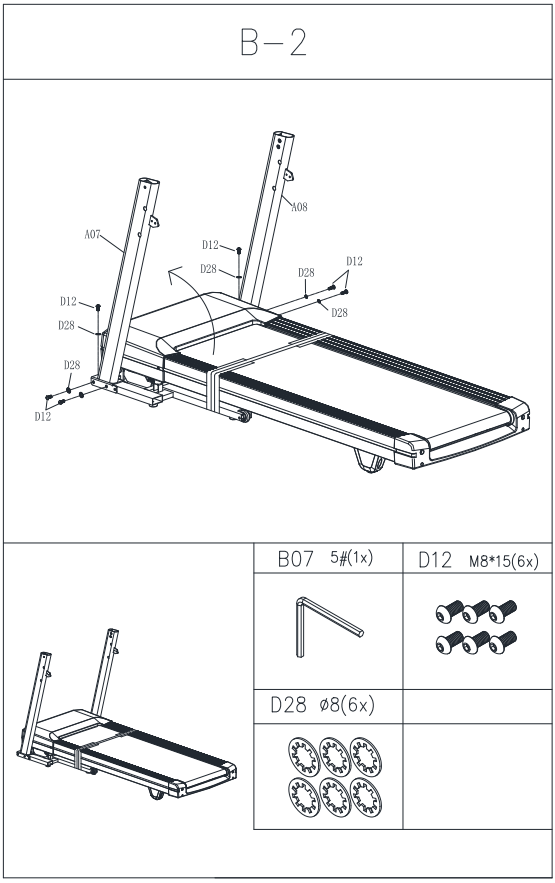 B-2
A08
A07
D12
D28
D28
D12
D28
D12
D28
D28
D12
B07 5#(1x)
D12 M8*15(6x)
D28 ø8(6x)